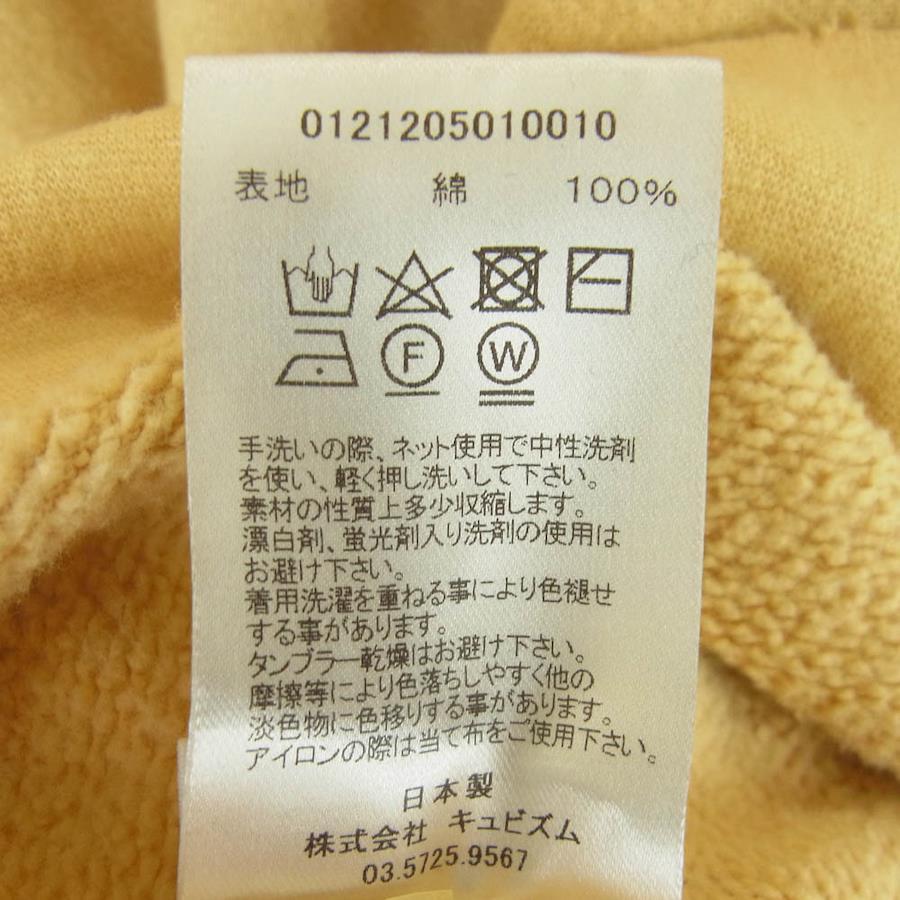 0121205010010
表地 綿 100%
F W
手洗いの際、ネット使用で中性洗剤
を使い、軽く押し洗いして下さい。
素材の性質上多少収縮します。
漂白剤、蛍光剤入り洗剤の使用は
お避け下さい。
着用洗濯を重ねる事により色褪せ
する事があります。
タンブラー乾燥はお避け下さい。
摩擦等により色落ちしやすく他の
淡色物に色移りする事があります。
アイロンの際は当て布をご使用下さい。
日本製
株式会社 キュビズム
03.5725.9567